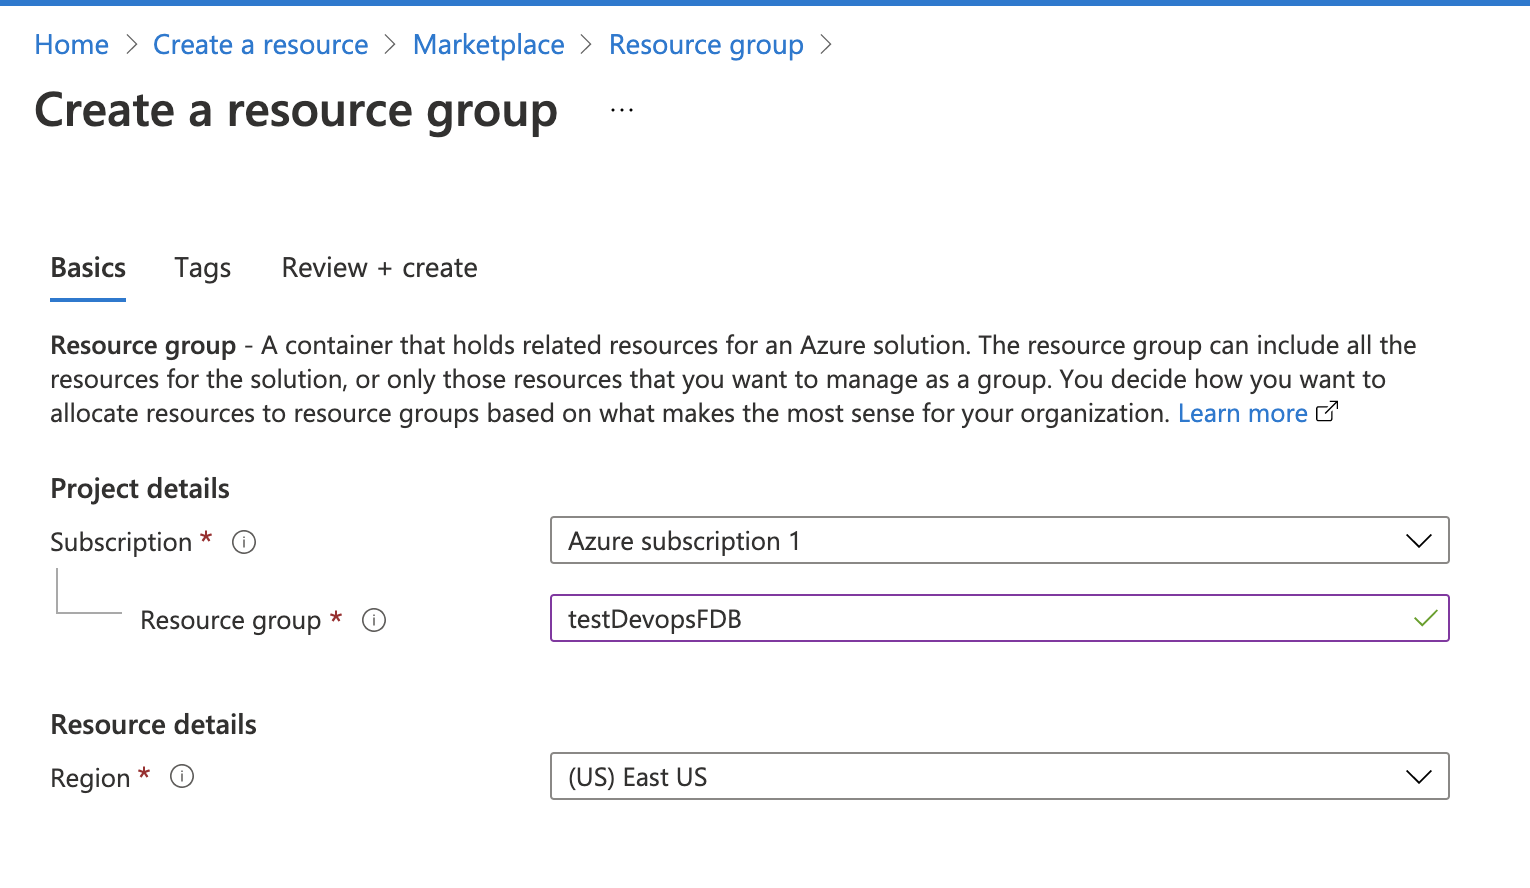 Home > Create a resource > Marketplace > Resource group >
Create a resource group ...
Basics Tags Review + create
Resource group - A container that holds related resources for an Azure solution. The resource group can include all the
resources for the solution, or only those resources that you want to manage as a group. You decide how you want to
allocate resources to resource groups based on what makes the most sense for your organization. Learn more
Project details
Subscription * Azure subscription 1
Resource group * testDevopsFDB
Resource details
Region * (US) East US